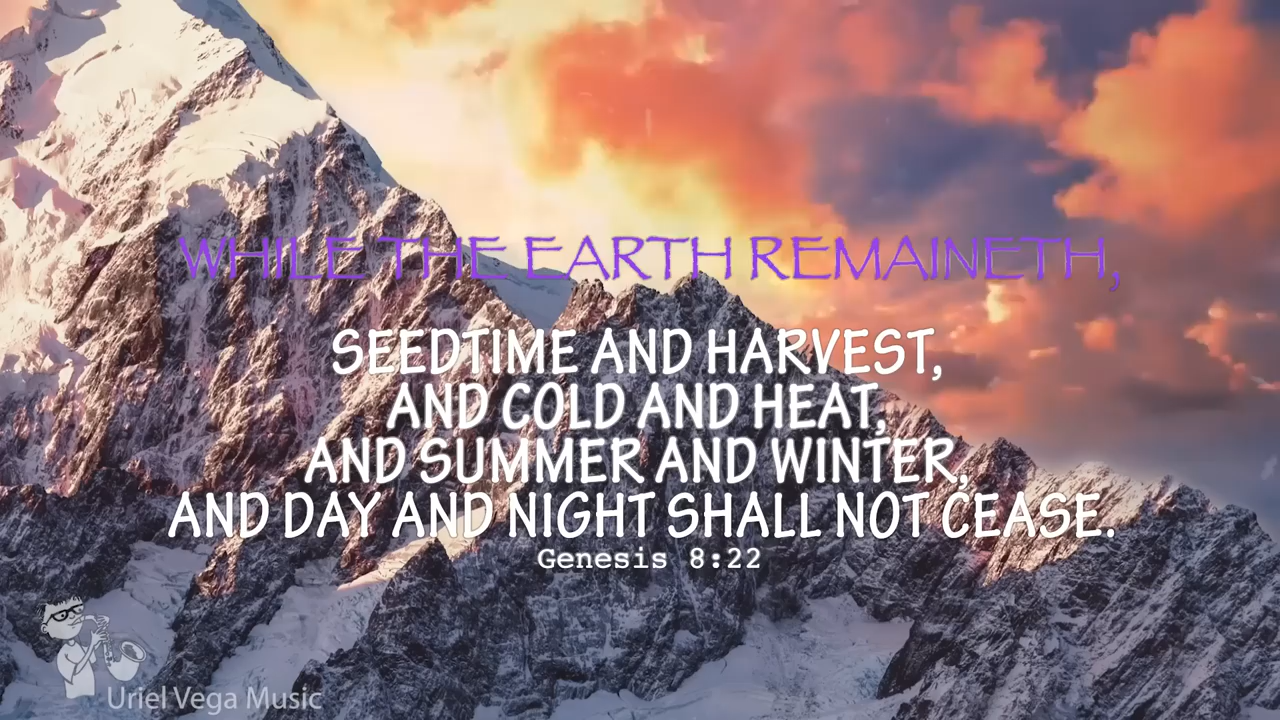 WHILE THE EARTH REMAINETH,
SEEDTIME AND HARVEST,
AND COLD AND HEAT,
AND SUMMER AND WINTER,
AND DAY AND NIGHT SHALL NOT CEASE.
Genesis 8:22
Uriel Vega Music